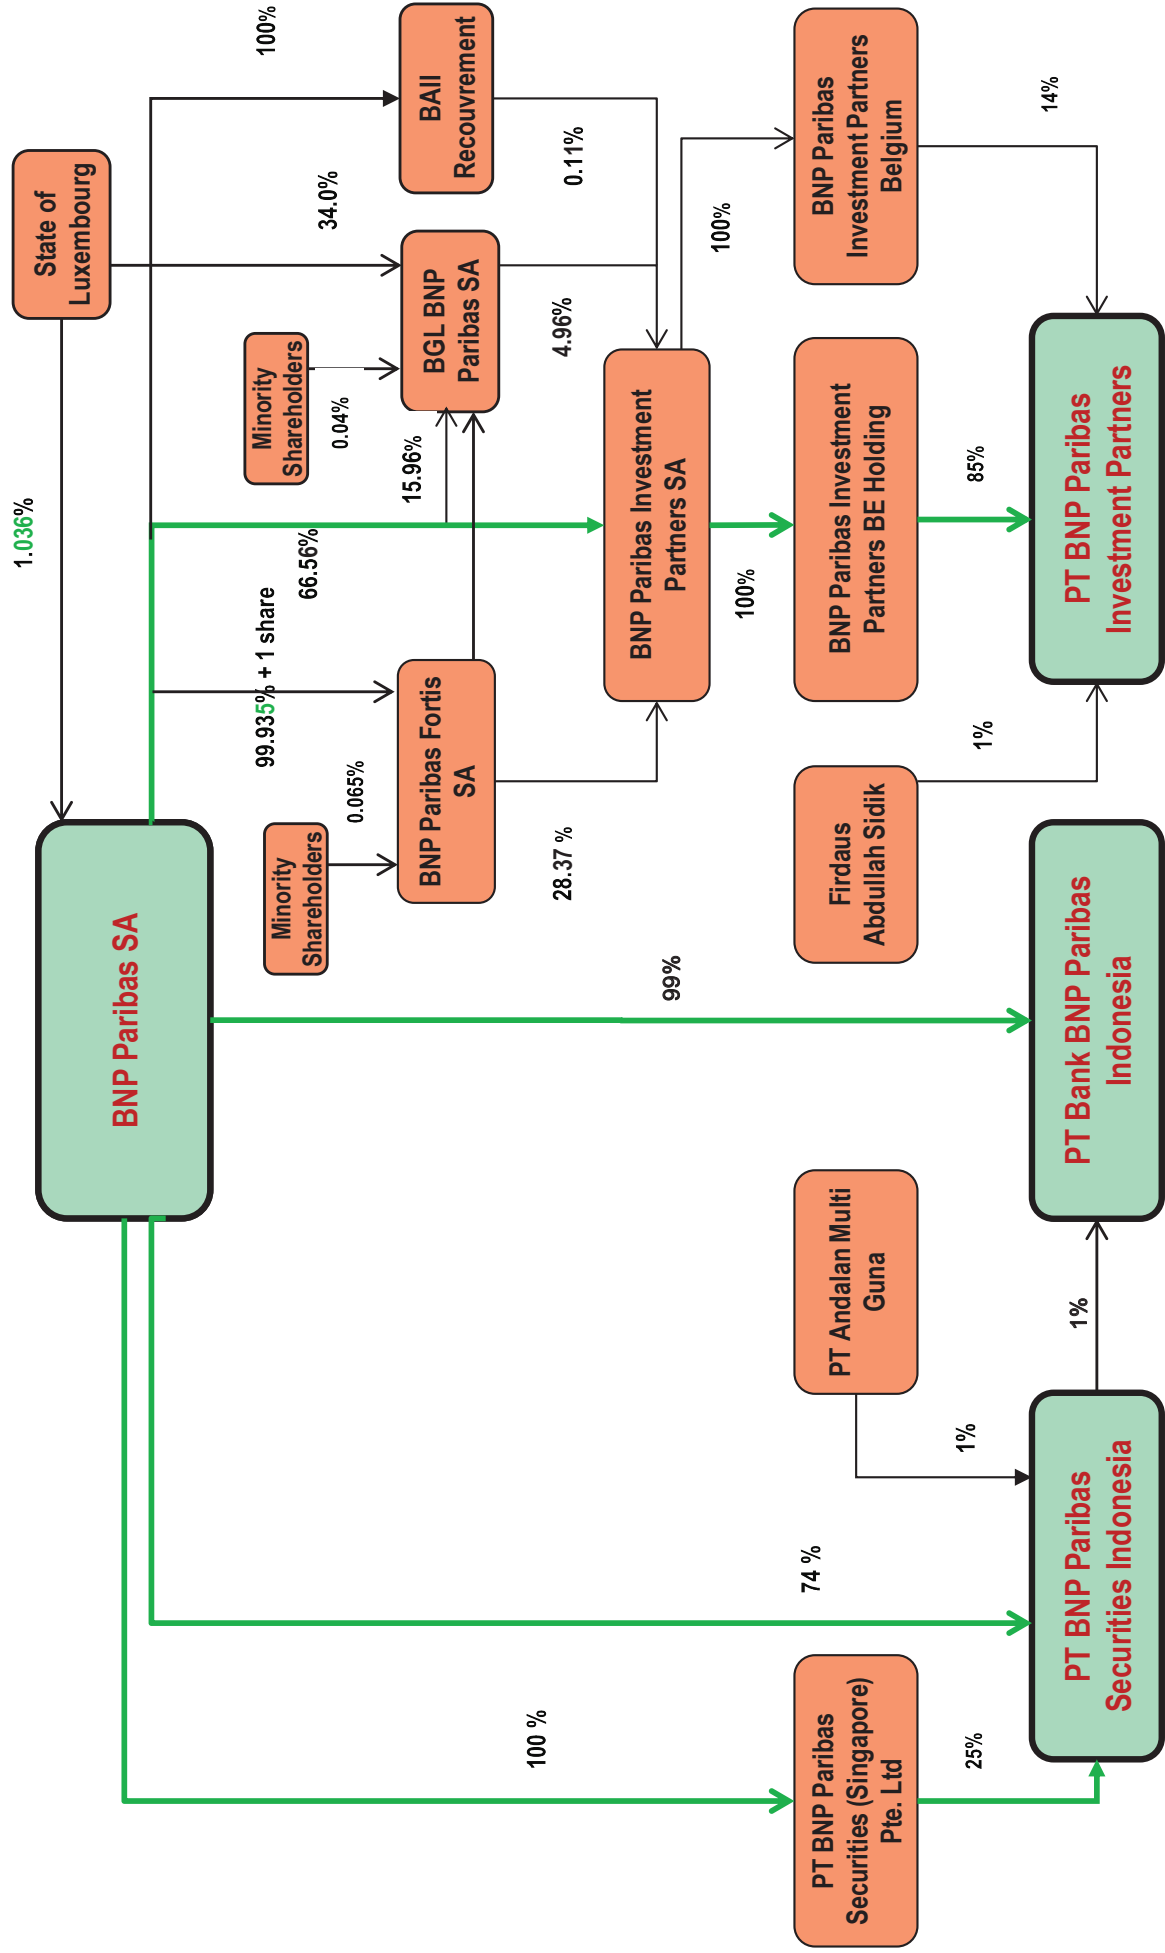 1.036%
State of
Luxembourg
BNP Paribas SA
100%
34.0%
Minority
Shareholders
0.04%
99.935% + 1 share
66.56%
15.96%
Minority
Shareholders
0.065%
BNP Paribas Fortis
SA
BGL BNP
Paribas SA
BAII
Recouvrement
100 %
99%
28.37 %
4.96%
0.11%
BNP Paribas Investment
Partners SA
74 %
100%
100%
PT BNP Paribas
Securities (Singapore)
Pte. Ltd
PT Andalan Multi
Guna
Firdaus
Abdullah Sidik
BNP Paribas Investment
Partners BE Holding
BNP Paribas
Investment Partners
Belgium
25%
1%
1%
85%
14%
PT BNP Paribas
Securities Indonesia
1%
PT Bank BNP Paribas
Indonesia
PT BNP Paribas
Investment Partners